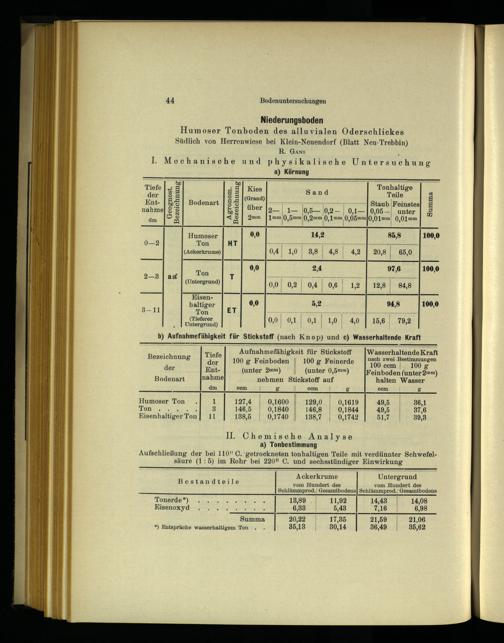 44 Bodenuntersuchungen
Niederungsboden
Humoser Tonboden des alluvialen Oderschlickes
Südlich von Herrenwiese bei Klein-Neuendorf (Blatt Neu-Trebbin)
R. GANS
I. Mechanische und physikalische Untersuchung
a) Körnung
Tiefe der Entnahme dm | Geognost. Bezeichnung | Bodenart | Agronom. Bezeichnung | Kies (Grand) über 2mm | Sand | Tonhaltige Teile | Summa
2—1mm | 1—0,5mm | 0,5—0,2mm | 0,2—0,1mm | 0,1—0,05mm | Staub 0,05—0,01mm | Feinstes unter 0,01mm
0—2 | Humoser Ton (Ackerkrume) | HT | 0,0 | 14,2 | 85,8 | 100,0
0,4 | 1,0 | 3,8 | 4,8 | 4,2 | 20,8 | 65,0
2—3 | Ton (Untergrund) | T | 0,0 | 2,4 | 97,6 | 100,0
0,0 | 0,2 | 0,4 | 0,6 | 1,2 | 12,8 | 84,8
3—11 | Eisenhaltiger Ton (Tieferer Untergrund) | ET | 0,0 | 5,2 | 94,8 | 100,0
0,0 | 0,1 | 0,1 | 1,0 | 4,0 | 15,6 | 79,2
b) Aufnahmefähigkeit für Stickstoff (nach Knop) und c) Wasserhaltende Kraft
Bezeichnung der Bodenart | Tiefe der Entnahme dm | Aufnahmefähigkeit für Stickstoff | Wasserhaltende Kraft
100 g Feinboden (unter 2mm) | 100 g Feinerde (unter 0,5mm) | nach zwei Bestimmungen 100 ccm | 100 g Feinboden (unter 2mm)
nehmen Stickstoff auf | halten Wasser
ccm | g | ccm | g | ccm | g
Humoser Ton . | 1 | 127,4 | 0,1600 | 129,0 | 0,1619 | 49,5 | 36,1
Ton . . . . . | 3 | 146,5 | 0,1840 | 146,8 | 0,1844 | 49,5 | 37,6
Eisenhaltiger Ton | 11 | 138,5 | 0,1740 | 138,7 | 0,1742 | 51,7 | 39,3
II. Chemische Analyse
a) Tonbestimmung
Aufschließung der bei 110° C. getrockneten tonhaltigen Teile mit verdünnter Schwefel-
säure (1 : 5) im Rohr bei 220° C. und sechsstündiger Einwirkung
Bestandteile | Ackerkrume | Untergrund
vom Hundert des | vom Hundert des
Schlämmprod. | Gesamtbodens | Schlämmprod. | Gesamtbodens
Tonerde*) . . . . . . . . | 13,89 | 11,92 | 14,43 | 14,08
Eisenoxyd . . . . . . . . | 6,33 | 5,43 | 7,16 | 6,98
Summa | 20,22 | 17,35 | 21,59 | 21,06
*) Entspräche wasserhaltigem Ton . . | 35,13 | 30,14 | 36,49 | 35,62